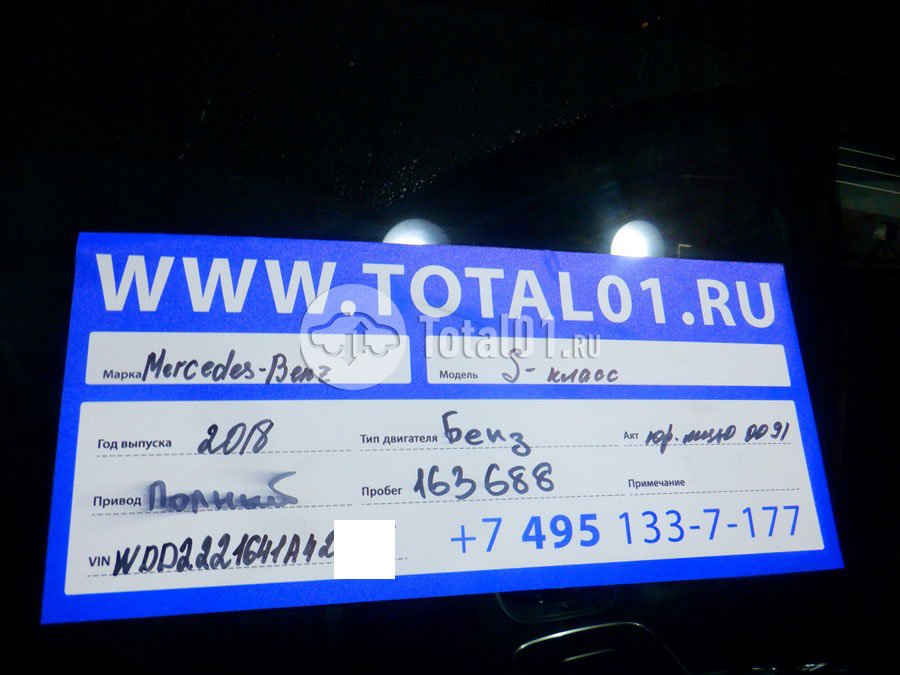 WWW.TOTAL01.RU
Total01.RU
Марка Mercedes-Benz Модель S-класс
Год выпуска 2018 Тип двигателя Бенз Акт юр.лицо 0091
Привод Полный Пробег 163688 Примечание
VIN WDD2221641A42 +7 495 133-7-177